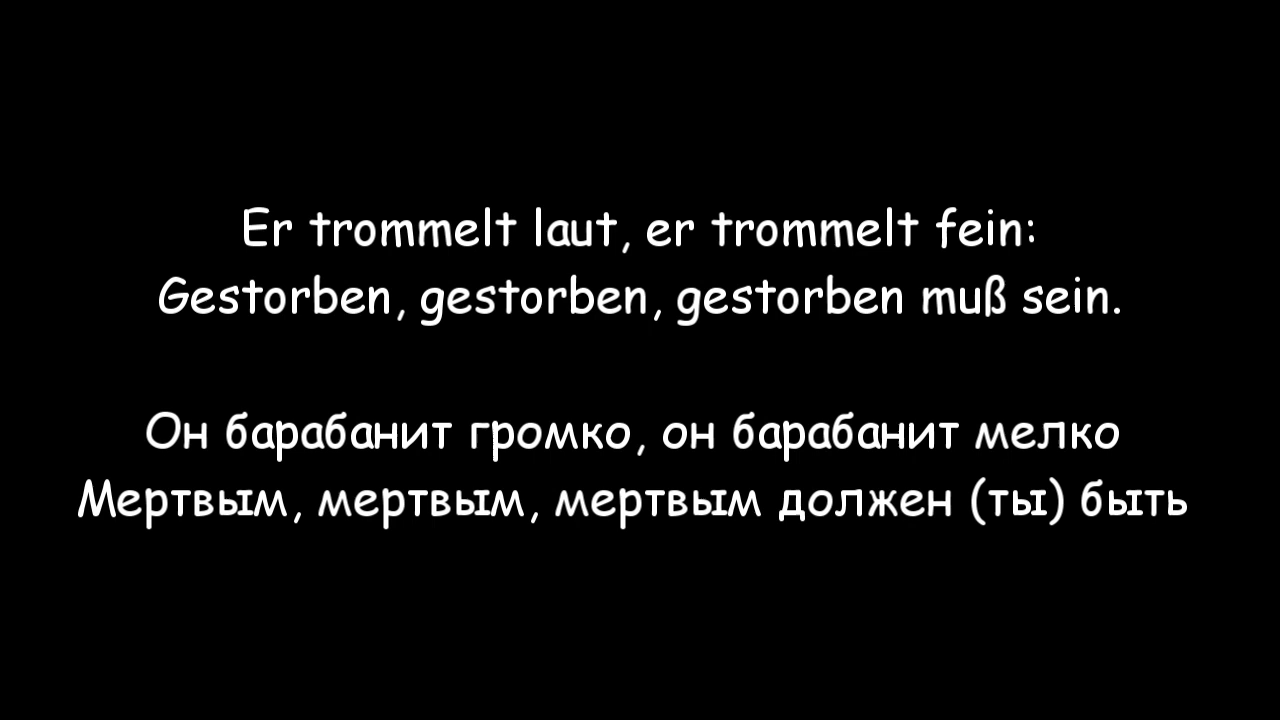 Er trommelt laut, er trommelt fein:
Gestorben, gestorben, gestorben muß sein.
Он барабанит громко, он барабанит мелко
Мертвым, мертвым, мертвым должен (ты) быть